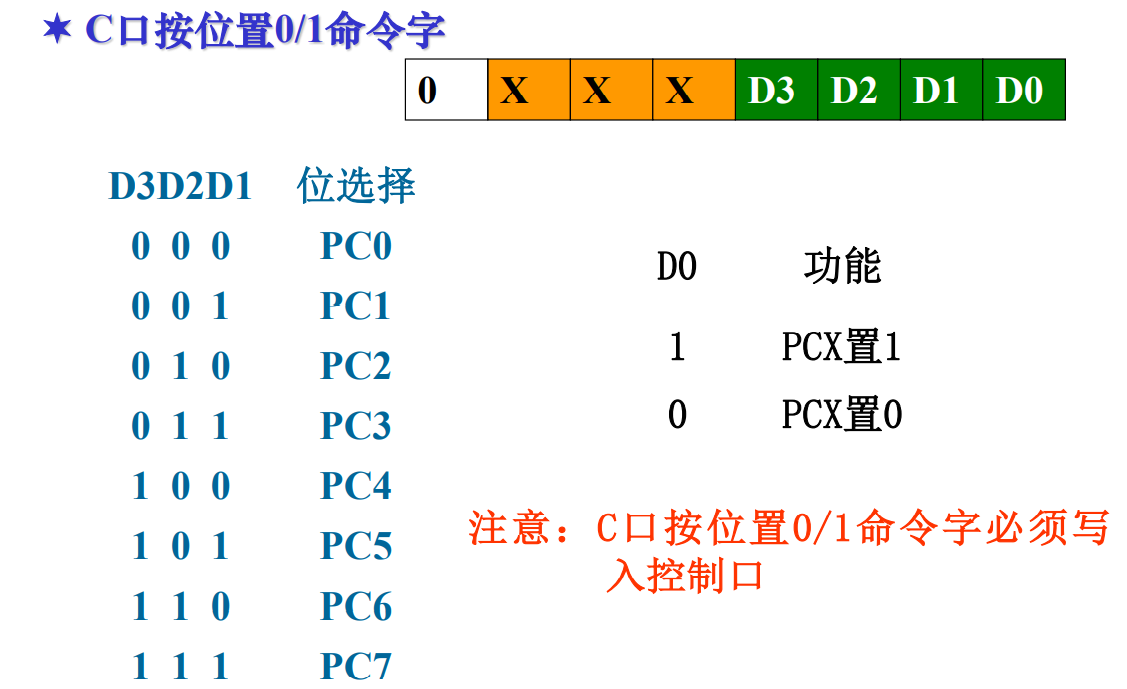 ✶ C口按位置0/1命令字
0 X X X D3 D2 D1 D0
D3D2D1 位选择
0 0 0 PC0
0 0 1 PC1
0 1 0 PC2
0 1 1 PC3
1 0 0 PC4
1 0 1 PC5
1 1 0 PC6
1 1 1 PC7
D0 功能
1 PCX置1
0 PCX置0
注意：C口按位置0/1命令字必须写
入控制口